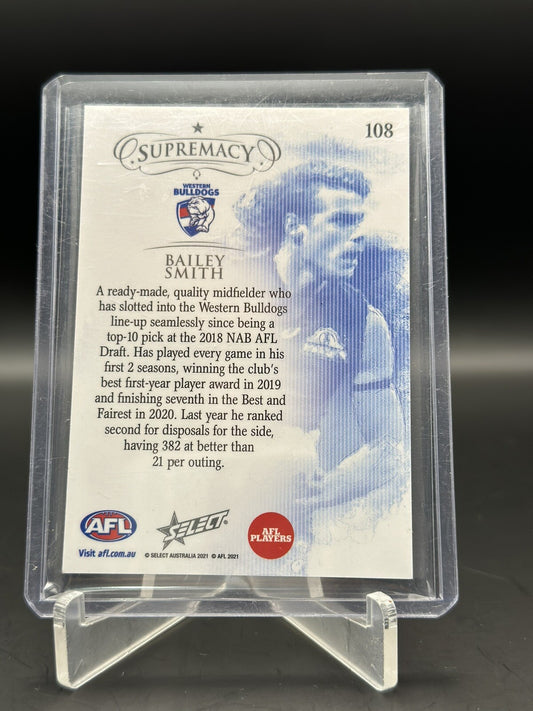 108
SUPREMACY
WESTERN
BULLDOGS
BAILEY
SMITH
A ready-made, quality midfielder who
has slotted into the Western Bulldogs
line-up seamlessly since being a
top-10 pick at the 2018 NAB AFL
Draft. Has played every game in his
first 2 seasons, winning the club's
best first-year player award in 2019
and finishing seventh in the Best and
Fairest in 2020. Last year he ranked
second for disposals for the side,
having 382 at better than
21 per outing.
AFL
Visit afl.com.au
SELECT
© SELECT AUSTRALIA 2021 © AFL 2021
AFL
PLAYERS